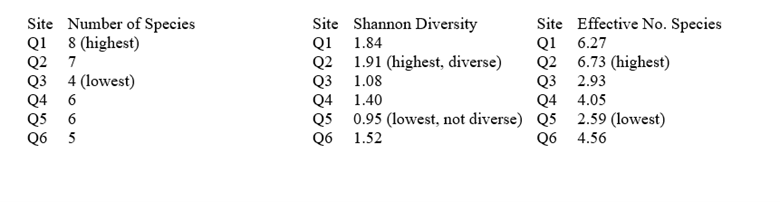 Site Number of Species Site Shannon Diversity Site Effective No. Species
Q1 8 (highest) Q1 1.84 Q1 6.27
Q2 7 Q2 1.91 (highest, diverse) Q2 6.73 (highest)
Q3 4 (lowest) Q3 1.08 Q3 2.93
Q4 6 Q4 1.40 Q4 4.05
Q5 6 Q5 0.95 (lowest, not diverse) Q5 2.59 (lowest)
Q6 5 Q6 1.52 Q6 4.56